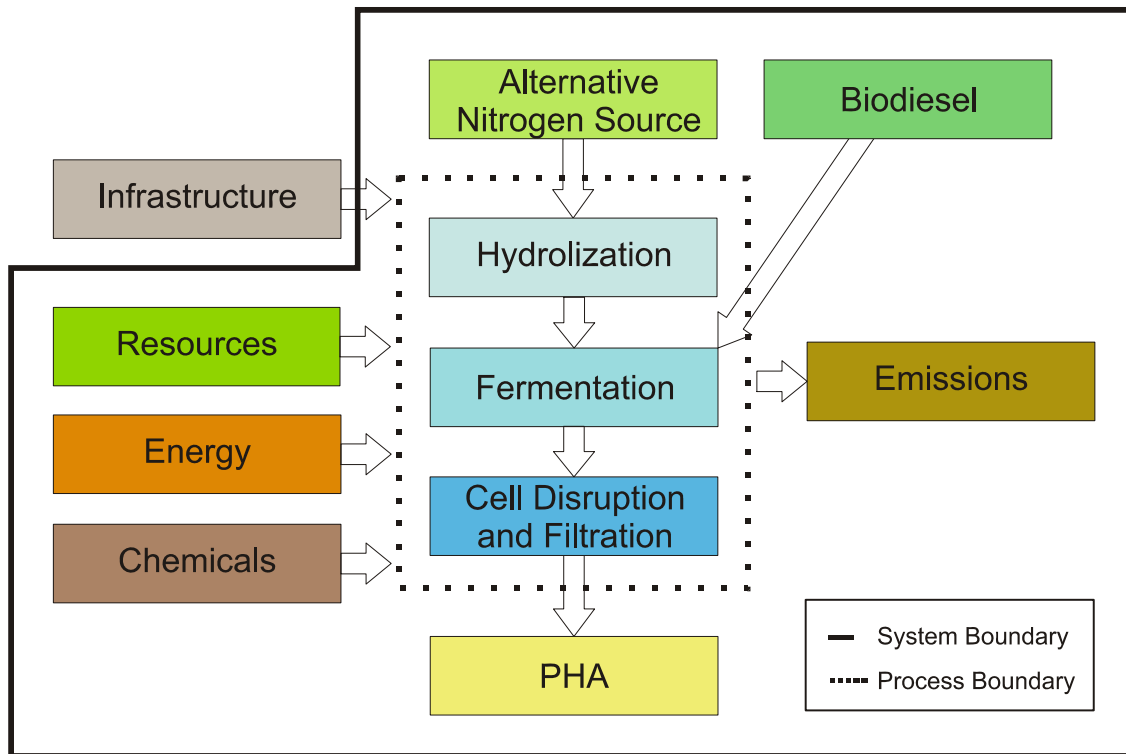 Alternative
Nitrogen Source
Biodiesel
Infrastructure
Hydrolization
Resources
Fermentation
Emissions
Energy
Cell Disruption
and Filtration
Chemicals
PHA
System Boundary
Process Boundary